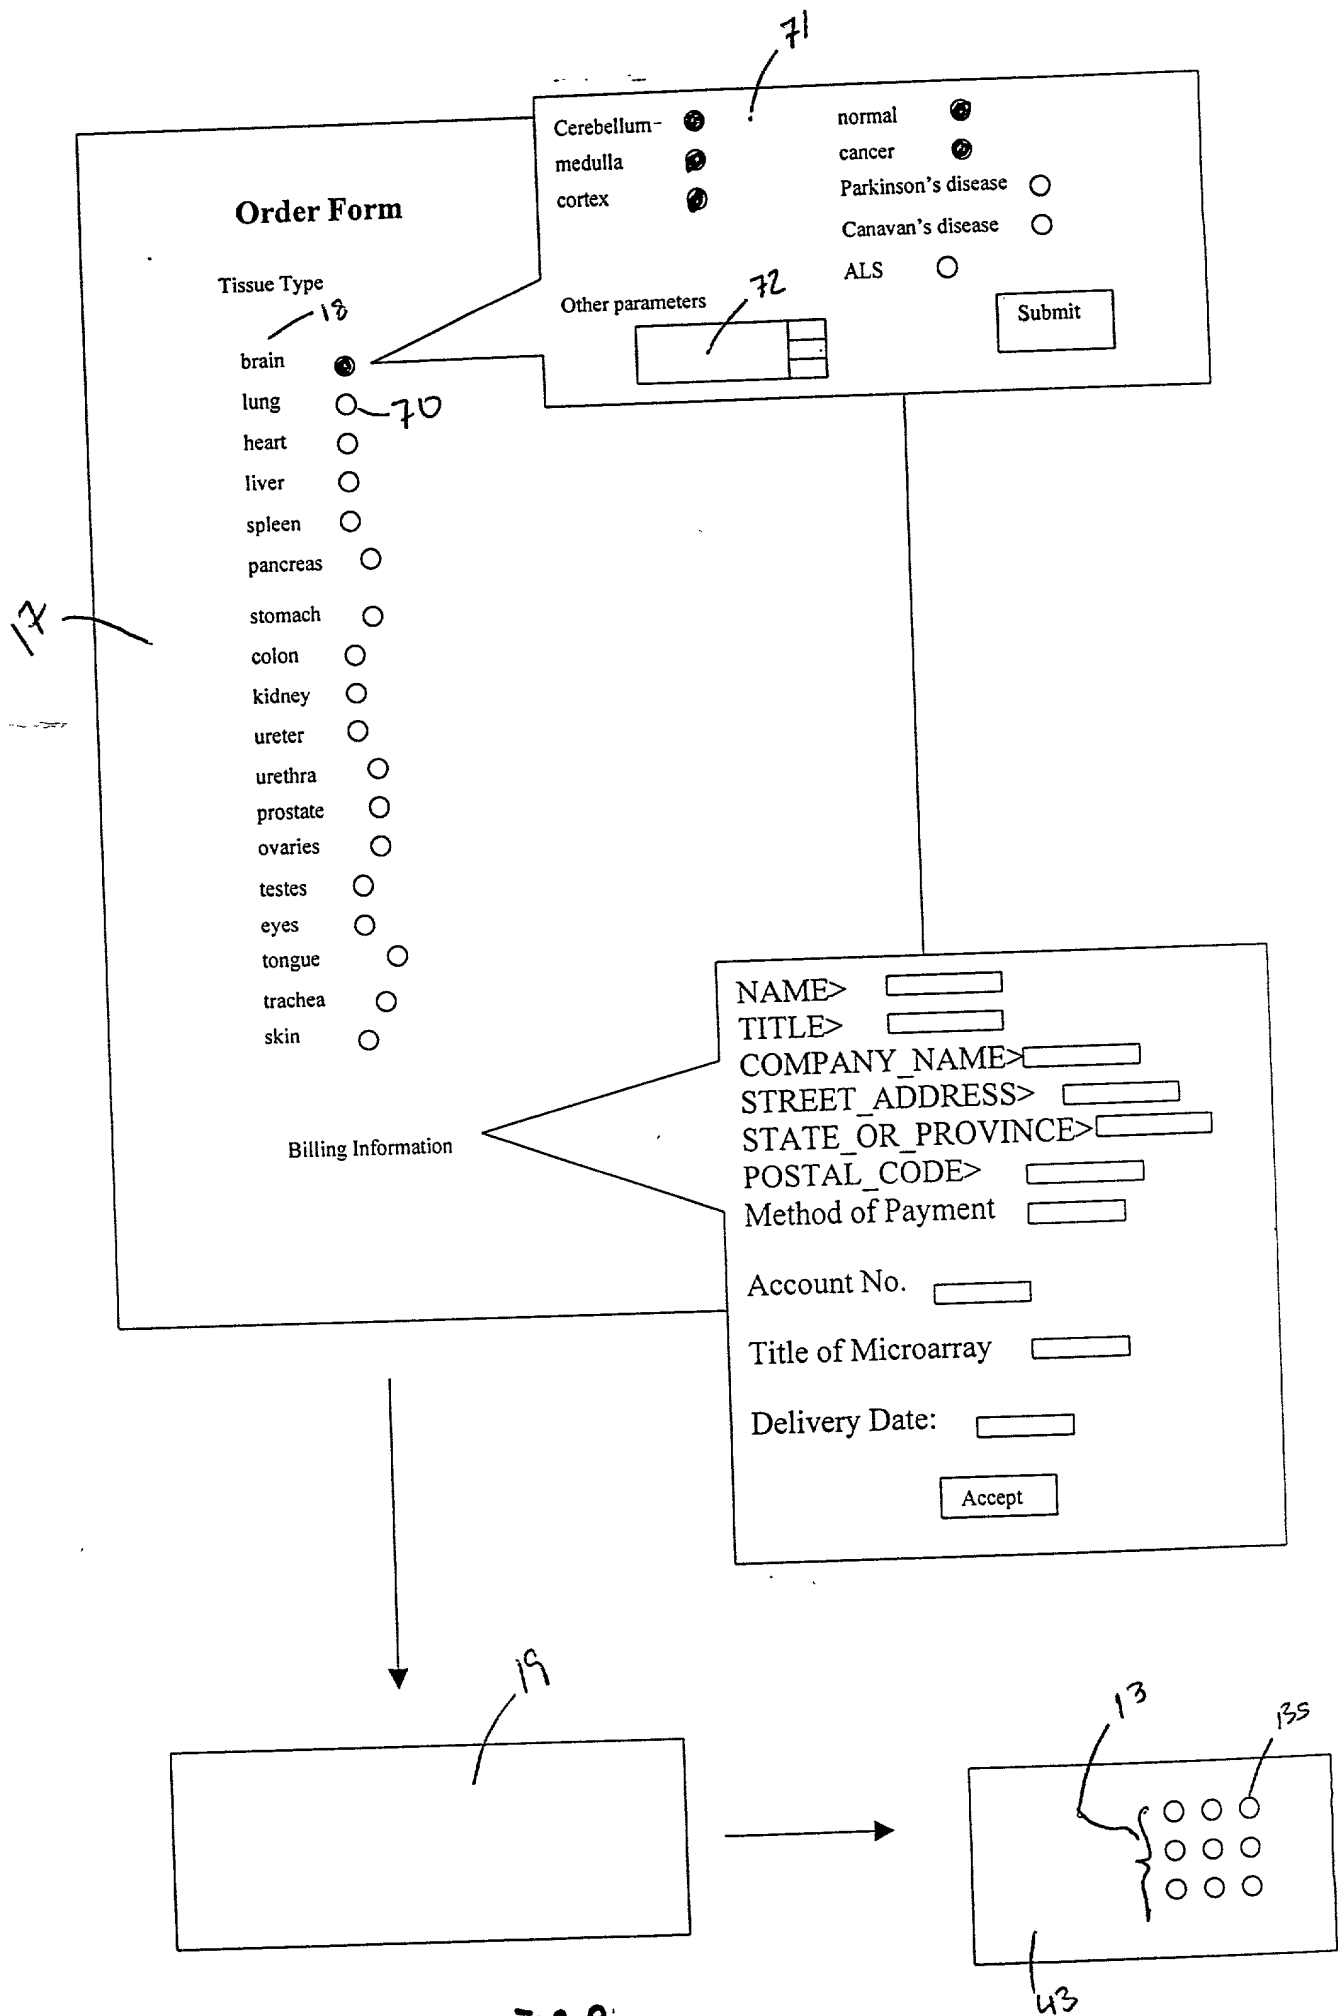 71
Cerebellum-
normal
medulla
cancer
cortex
Parkinson's disease
Canavan's disease
ALS
Other parameters
72
Submit
Order Form
Tissue Type
18
brain
lung
70
heart
liver
spleen
pancreas
17
stomach
colon
kidney
ureter
urethra
prostate
ovaries
testes
eyes
tongue
trachea
skin
Billing Information
NAME>
TITLE>
COMPANY_NAME>
STREET_ADDRESS>
STATE_OR_PROVINCE>
POSTAL_CODE>
Method of Payment
Account No.
Title of Microarray
Delivery Date:
Accept
19
13
13s
43